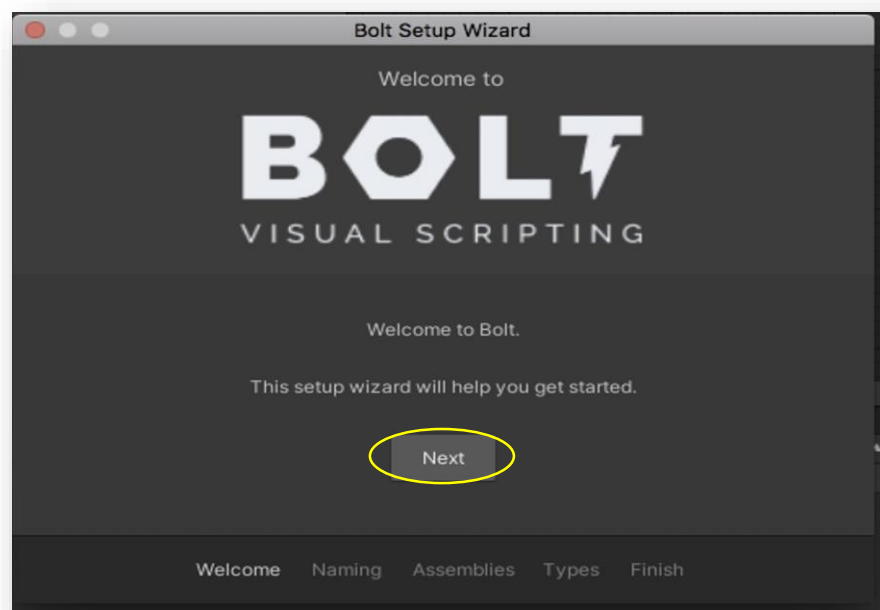 Bolt Setup Wizard
Welcome to
BOLT
VISUAL SCRIPTING
Welcome to Bolt.
This setup wizard will help you get started.
Next
Welcome Naming Assemblies Types Finish